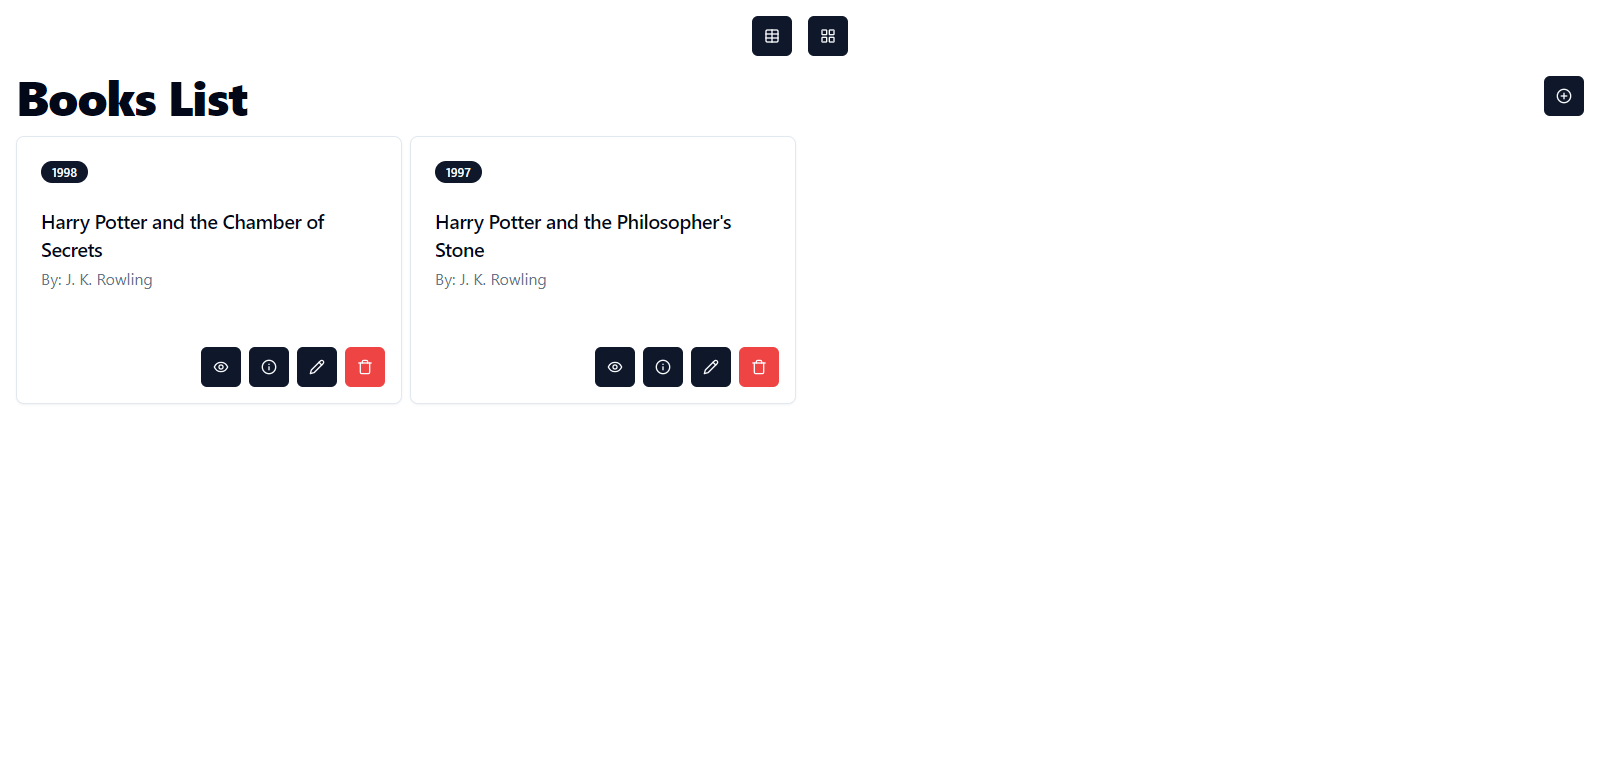 Books List
1998
Harry Potter and the Chamber of
Secrets
By: J. K. Rowling
1997
Harry Potter and the Philosopher's
Stone
By: J. K. Rowling